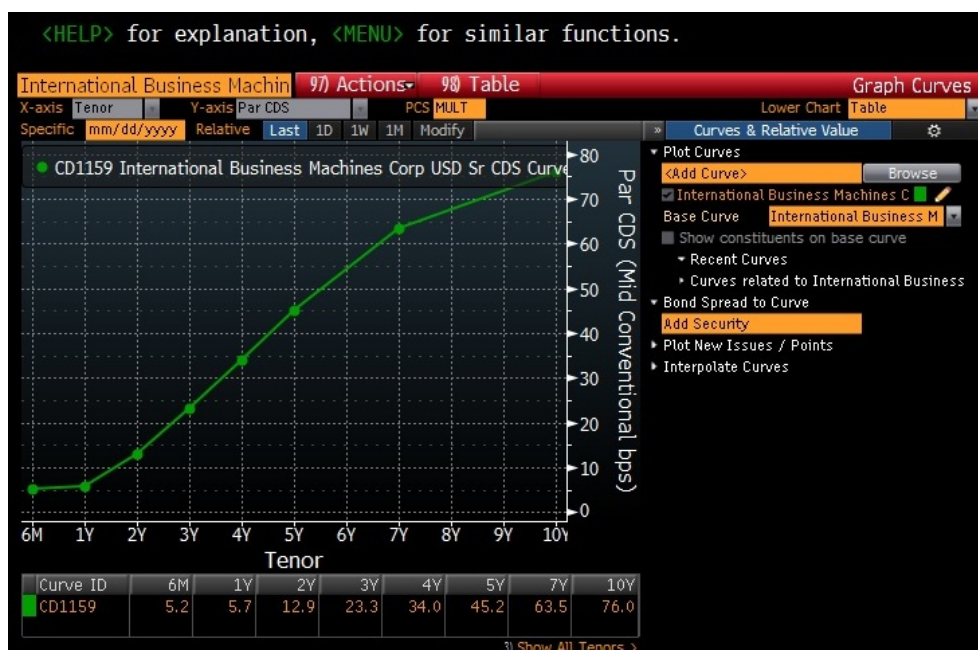 <HELP> for explanation, <MENU> for similar functions.
International Business Machin 97) Actions 98) Table Graph Curves
X-axis Tenor Y-axis Par CDS PCS MULT Lower Chart Table
Specific mm/dd/yyyy Relative Last 1D 1W 1M Modify » Curves & Relative Value
CD1159 International Business Machines Corp USD Sr CDS Curve
80
70
60
50
40
30
20
10
0
Par CDS (Mid Conventional bps)
6M 1Y 2Y 3Y 4Y 5Y 6Y 7Y 8Y 9Y 10Y
Tenor
Plot Curves
<Add Curve> Browse
International Business Machines C
Base Curve International Business M
Show constituents on base curve
Recent Curves
Curves related to International Business
Bond Spread to Curve
Add Security
Plot New Issues / Points
Interpolate Curves
Curve ID 6M 1Y 2Y 3Y 4Y 5Y 7Y 10Y
CD1159 5.2 5.7 12.9 23.3 34.0 45.2 63.5 76.0
3) Show All Tenors >